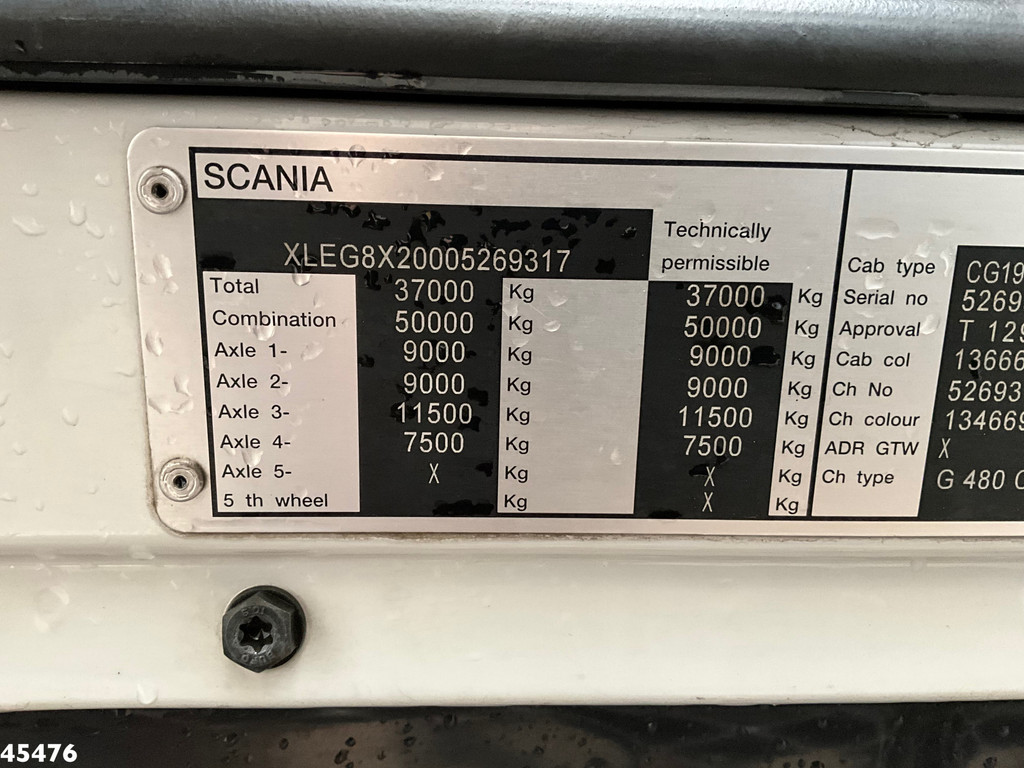 SCANIA
XLEG8X20005269317
Technically
permissible
Total 37000 Kg 37000 Kg
Combination 50000 Kg 50000 Kg
Axle 1- 9000 Kg 9000 Kg
Axle 2- 9000 Kg 9000 Kg
Axle 3- 11500 Kg 11500 Kg
Axle 4- 7500 Kg 7500 Kg
Axle 5- X Kg X Kg
5 th wheel Kg X Kg
Cab type CG19
Serial no 5269
Approval T 129
Cab col 13666
Ch No 52693
Ch colour 134669
ADR GTW X
Ch type G 480
45476